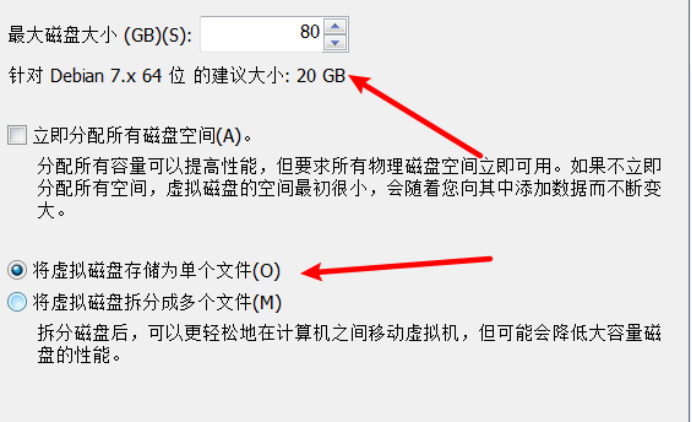 最大磁盘大小 (GB)(S): 80
针对 Debian 7.x 64 位 的建议大小: 20 GB
立即分配所有磁盘空间(A)。
分配所有容量可以提高性能，但要求所有物理磁盘空间立即可用。如果不立即
分配所有空间，虚拟磁盘的空间最初很小，会随着您向其中添加数据而不断变
大。
将虚拟磁盘存储为单个文件(O)
将虚拟磁盘拆分成多个文件(M)
拆分磁盘后，可以更轻松地在计算机之间移动虚拟机，但可能会降低大容量磁
盘的性能。